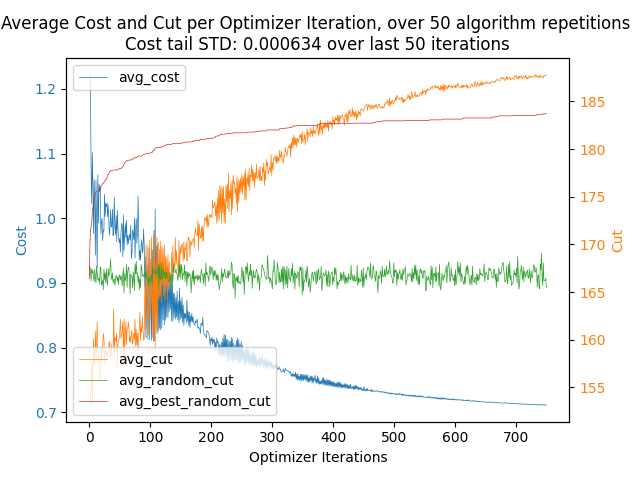 Average Cost and Cut per Optimizer Iteration, over 50 algorithm repetitions
Cost tail STD: 0.000634 over last 50 iterations
avg_cost
1.2
1.1
1.0
0.9
0.8
0.7
Cost
185
180
175
170
165
160
155
Cut
avg_cut
avg_random_cut
avg_best_random_cut
0 100 200 300 400 500 600 700
Optimizer Iterations